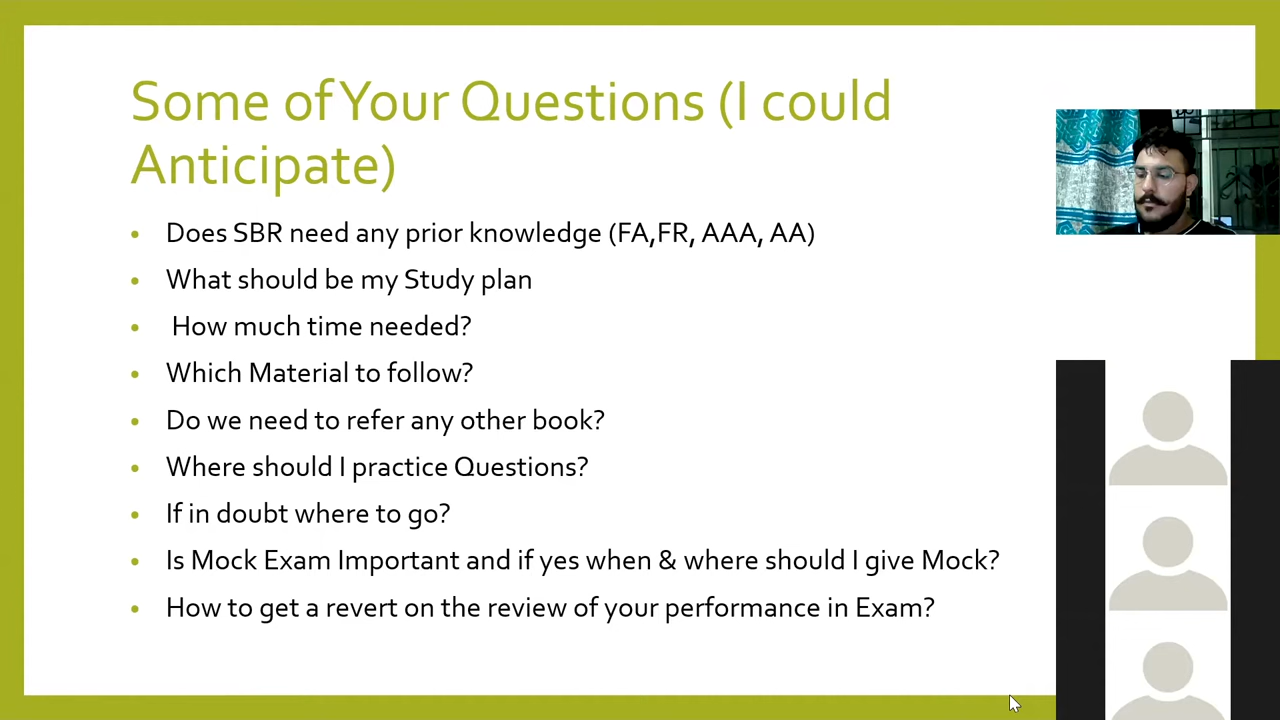 Some of Your Questions (I could
Anticipate)
• Does SBR need any prior knowledge (FA,FR, AAA, AA)
• What should be my Study plan
• How much time needed?
• Which Material to follow?
• Do we need to refer any other book?
• Where should I practice Questions?
• If in doubt where to go?
• Is Mock Exam Important and if yes when & where should I give Mock?
• How to get a revert on the review of your performance in Exam?